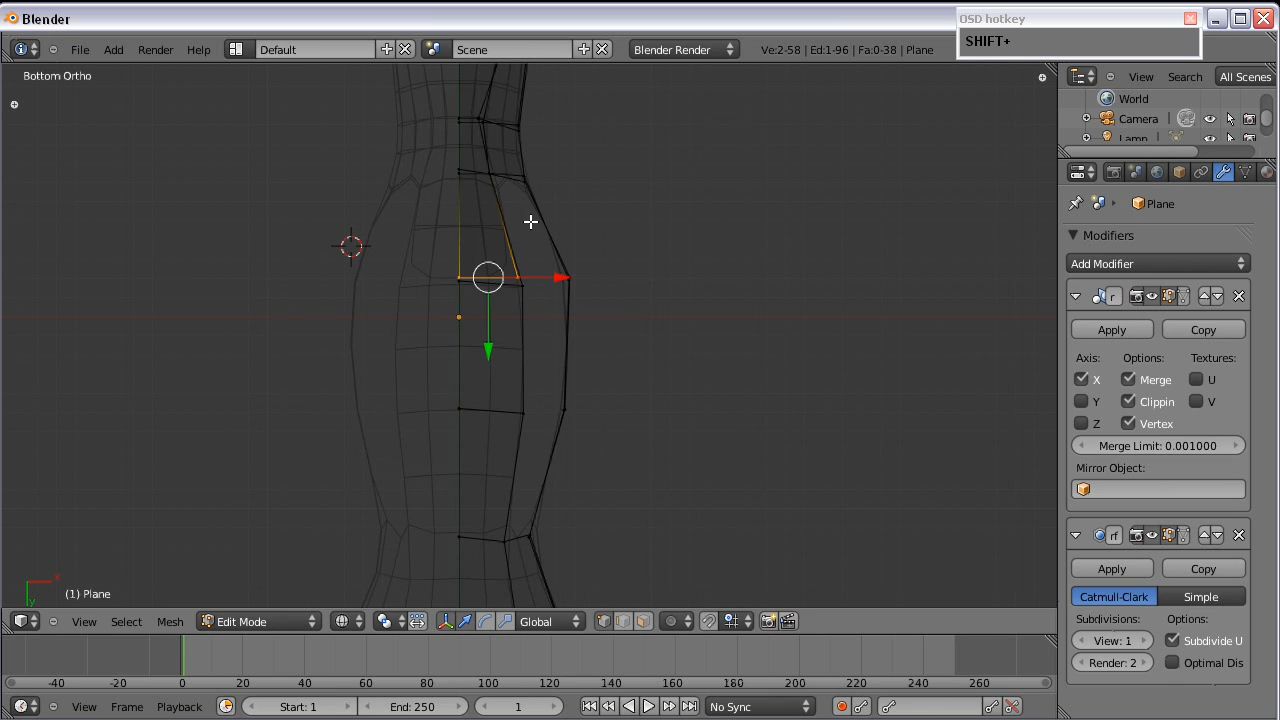 Blender
OSD hotkey
SHIFT+
File Add Render Help Default Scene Blender Render Ve:2-58 | Ed:1-96 | Fa:0-38 | Plane
Bottom Ortho
View Search All Scenes
World
Camera
Lamp
Plane
Modifiers
Add Modifier
r
Apply Copy
Axis: Options: Textures:
X Merge U
Y Clippin V
Z Vertex
Merge Limit: 0.001000
Mirror Object:
rf
Apply Copy
Catmull-Clark Simple
Subdivisions: Options:
View: 1 Subdivide U
Render: 2 Optimal Dis
x
y
(1) Plane
View Select Mesh Edit Mode Global
-40 -20 0 20 40 60 80 100 120 140 160 180 200 220 240 260
View Frame Playback Start: 1 End: 250 1 No Sync